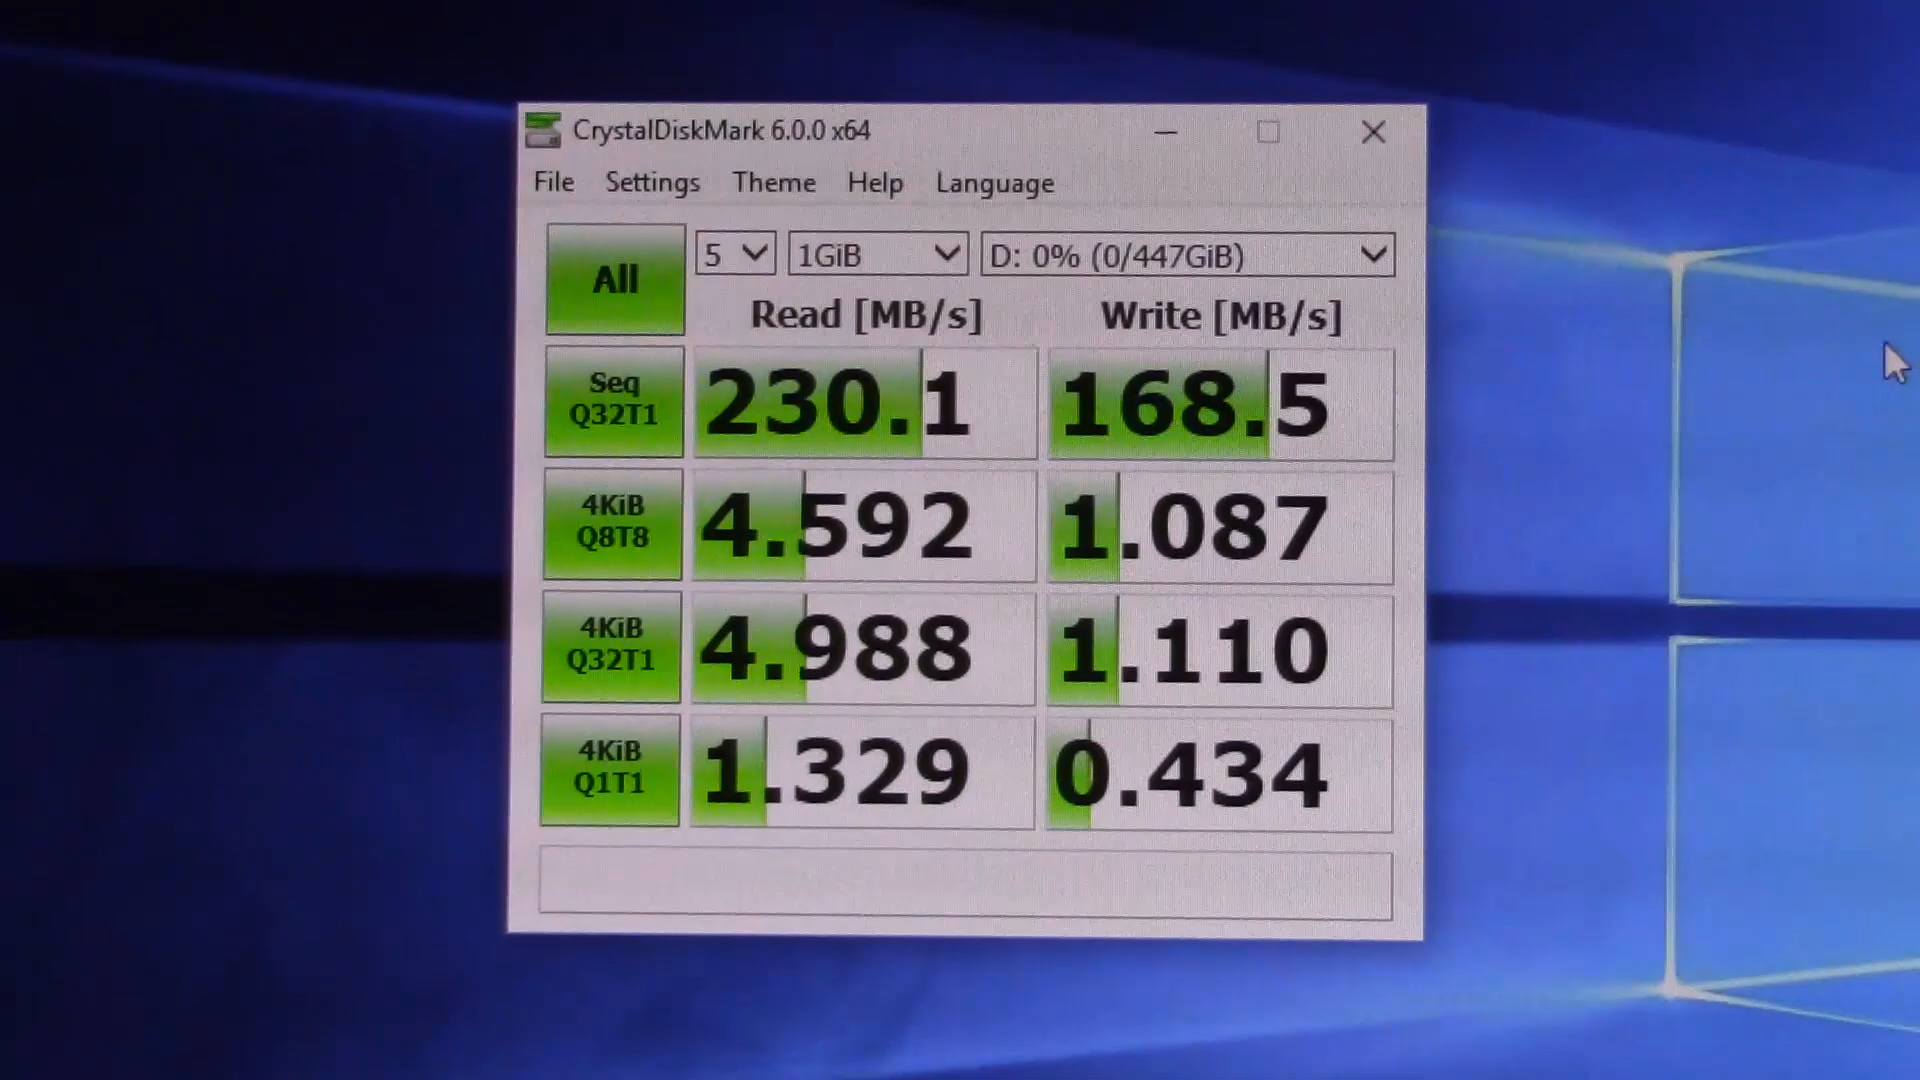 CrystalDiskMark 6.0.0 x64
File Settings Theme Help Language
All 5 1GiB D: 0% (0/447GiB)
Read [MB/s] Write [MB/s]
Seq
Q32T1
230.1 168.5
4KiB
Q8T8
4.592 1.087
4KiB
Q32T1
4.988 1.110
4KiB
Q1T1
1.329 0.434